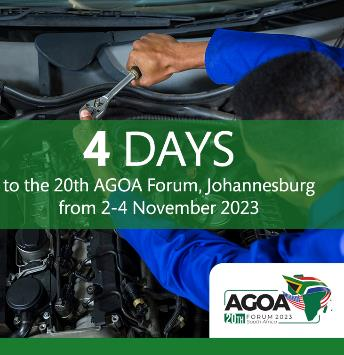 4 DAYS
to the 20th AGOA Forum, Johannesburg
from 2-4 November 2023
AGOA
20TH FORUM 2023
South Africa